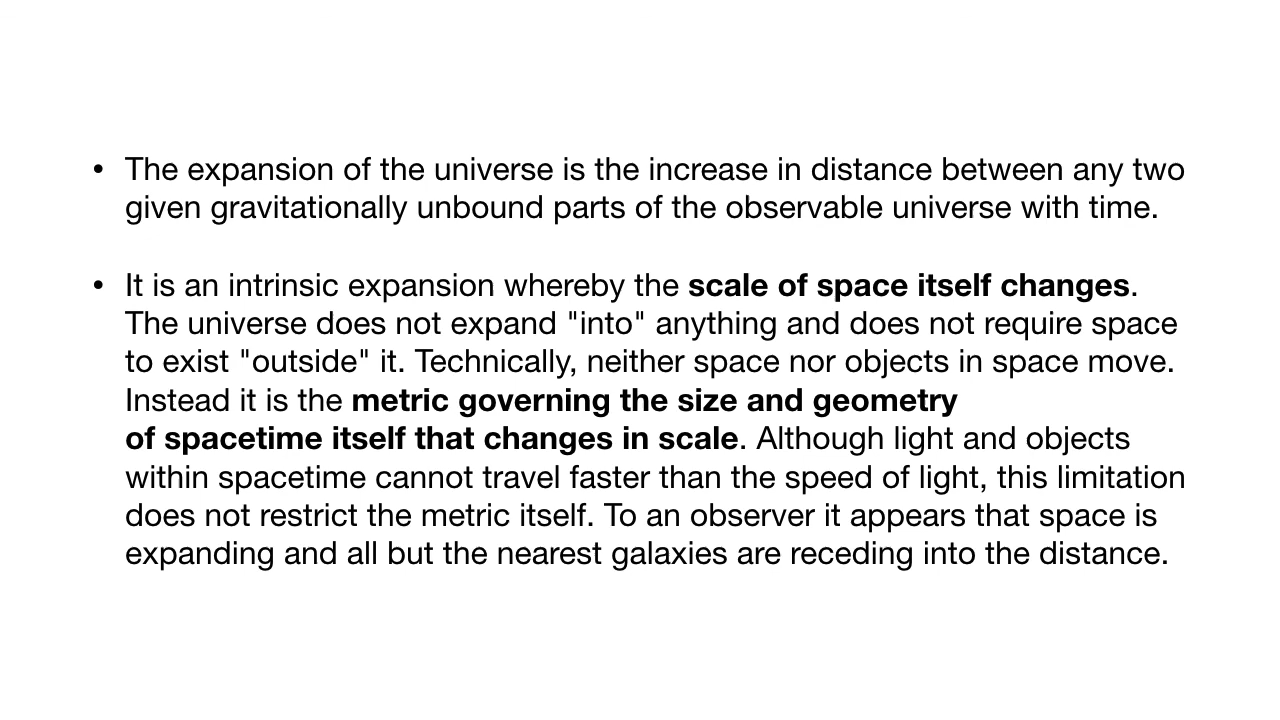 • The expansion of the universe is the increase in distance between any two
given gravitationally unbound parts of the observable universe with time.
• It is an intrinsic expansion whereby the scale of space itself changes.
The universe does not expand "into" anything and does not require space
to exist "outside" it. Technically, neither space nor objects in space move.
Instead it is the metric governing the size and geometry
of spacetime itself that changes in scale. Although light and objects
within spacetime cannot travel faster than the speed of light, this limitation
does not restrict the metric itself. To an observer it appears that space is
expanding and all but the nearest galaxies are receding into the distance.